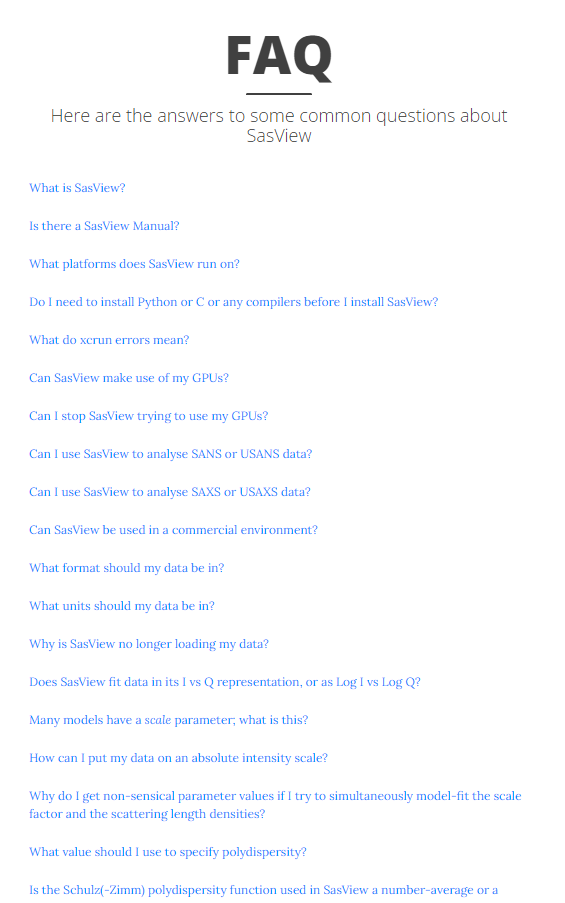 FAQ
Here are the answers to some common questions about
SasView
What is SasView?
Is there a SasView Manual?
What platforms does SasView run on?
Do I need to install Python or C or any compilers before I install SasView?
What do xcrun errors mean?
Can SasView make use of my GPUs?
Can I stop SasView trying to use my GPUs?
Can I use SasView to analyse SANS or USANS data?
Can I use SasView to analyse SAXS or USAXS data?
Can SasView be used in a commercial environment?
What format should my data be in?
What units should my data be in?
Why is SasView no longer loading my data?
Does SasView fit data in its I vs Q representation, or as Log I vs Log Q?
Many models have a scale parameter; what is this?
How can I put my data on an absolute intensity scale?
Why do I get non-sensical parameter values if I try to simultaneously model-fit the scale
factor and the scattering length densities?
What value should I use to specify polydispersity?
Is the Schulz(-Zimm) polydispersity function used in SasView a number-average or a